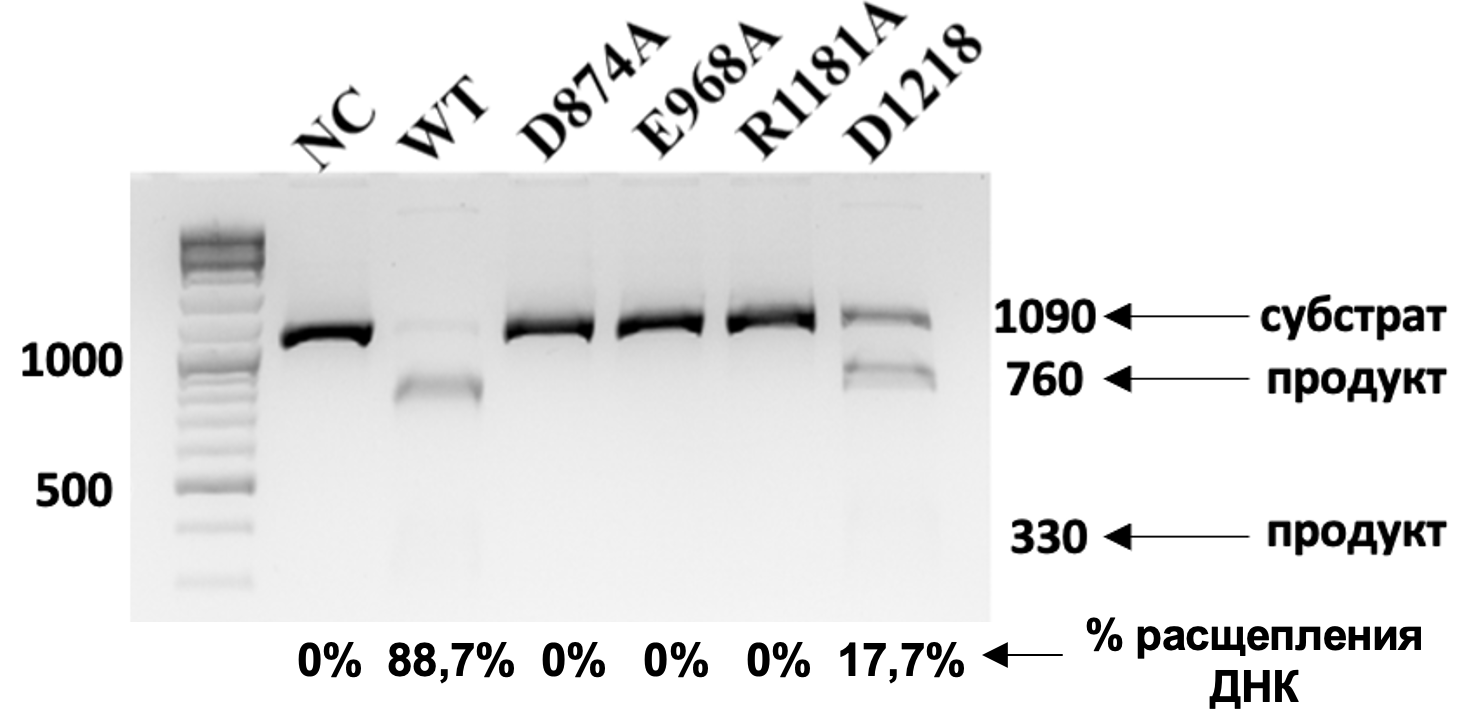 NC WT D874A E968A R1181A D1218
1000
500
1090 субстрат
760 продукт
330 продукт
0% 88,7% 0% 0% 0% 17,7%
% расщепления
ДНК